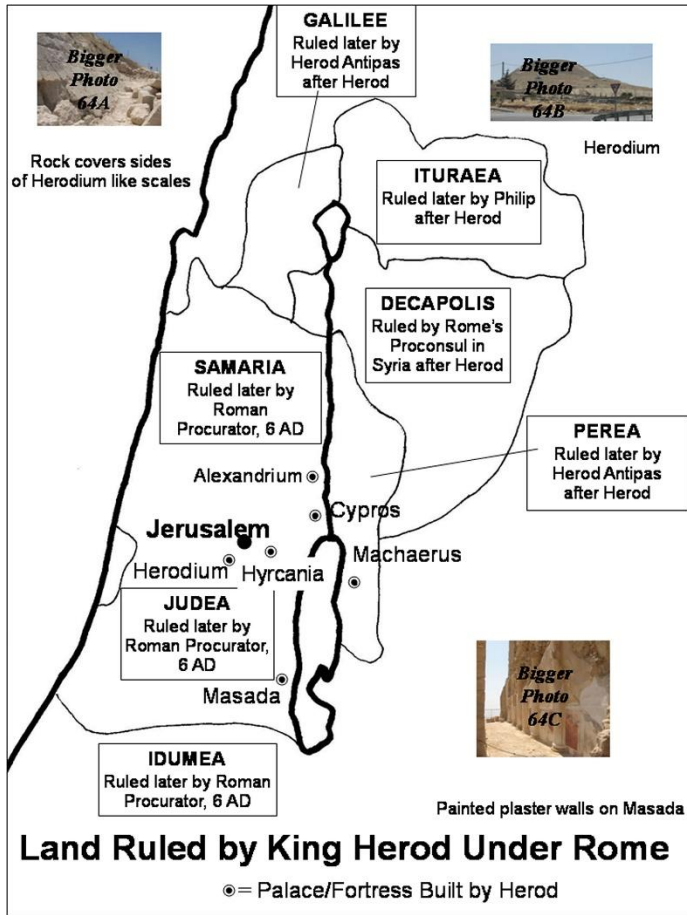 GALILEE
Ruled later by
Herod Antipas
after Herod
Bigger
Photo
64A
Rock covers sides
of Herodium like scales
Bigger
Photo
64B
Herodium
ITURAEA
Ruled later by Philip
after Herod
DECAPOLIS
Ruled by Rome's
Proconsul in
Syria after Herod
SAMARIA
Ruled later by
Roman
Procurator, 6 AD
PEREA
Ruled later by
Herod Antipas
after Herod
Alexandrium
Cypros
Jerusalem
Machaerus
Herodium
Hyrcania
JUDEA
Ruled later by
Roman Procurator,
6 AD
Masada
Bigger
Photo
64C
IDUMEA
Ruled later by Roman
Procurator, 6 AD
Painted plaster walls on Masada
Land Ruled by King Herod Under Rome
= Palace/Fortress Built by Herod